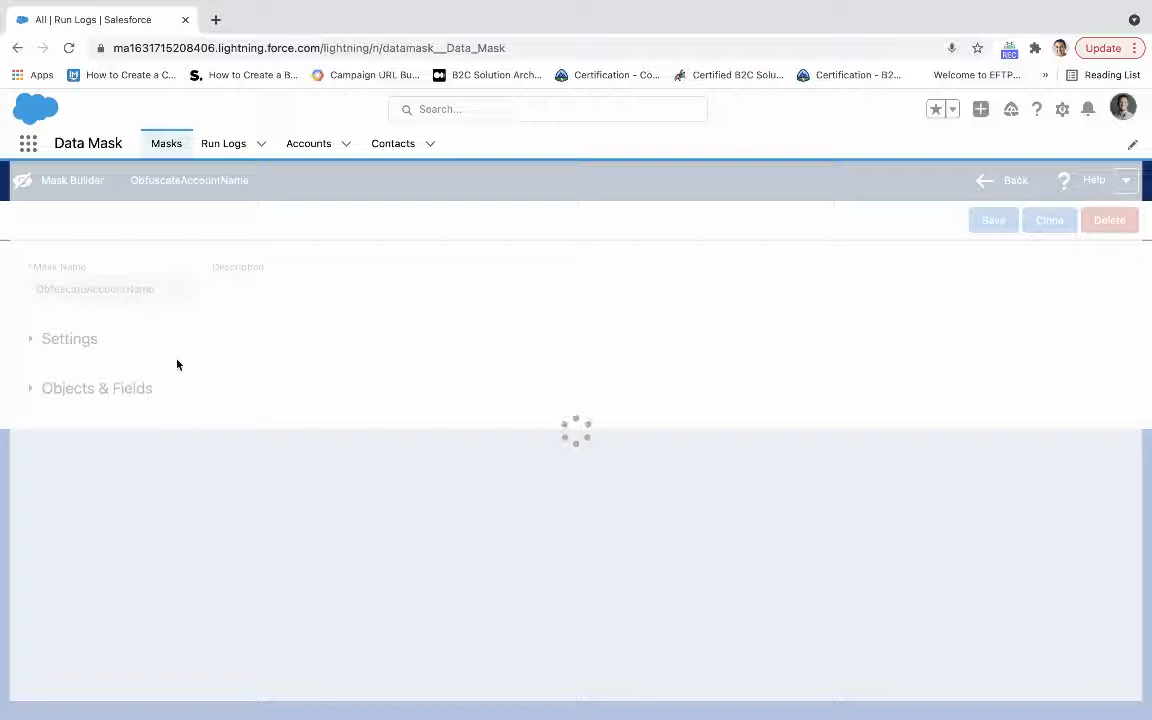 All | Run Logs | Salesforce
ma1631715208406.lightning.force.com/lightning/n/datamask__Data_Mask
REC
Update
Apps
How to Create a C...
How to Create a B...
Campaign URL Bu...
B2C Solution Arch...
Certification - Co...
Certified B2C Solu...
Certification - B2...
Welcome to EFTP...
»
Reading List
Search...
Data Mask
Masks
Run Logs
Accounts
Contacts
Mask Builder
ObfuscateAccountName
Back
Help
Save
Clone
Delete
*Mask Name
Description
ObfuscateAccountName
Settings
Objects & Fields